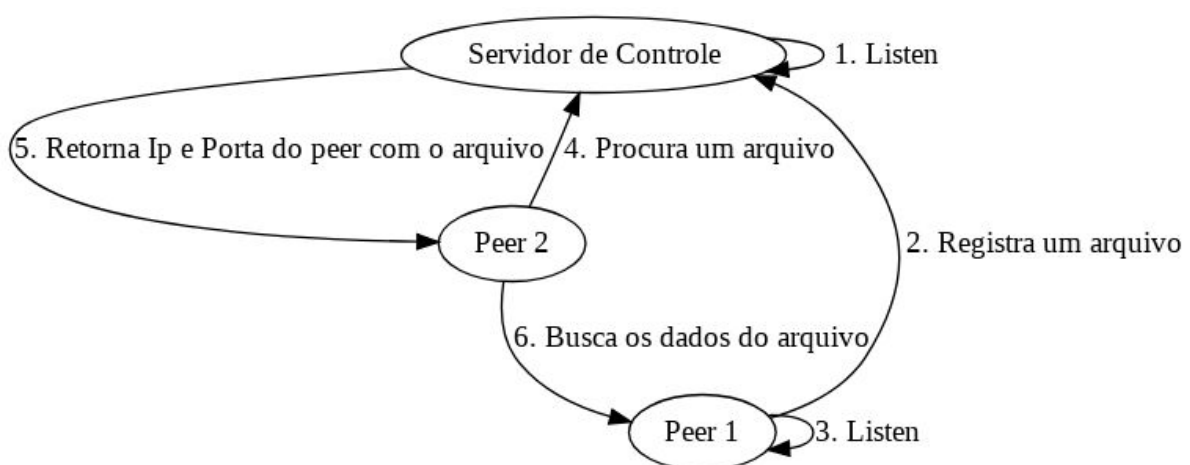 Servidor de Controle
1. Listen
5. Retorna Ip e Porta do peer com o arquivo
4. Procura um arquivo
Peer 2
2. Registra um arquivo
6. Busca os dados do arquivo
Peer 1
3. Listen